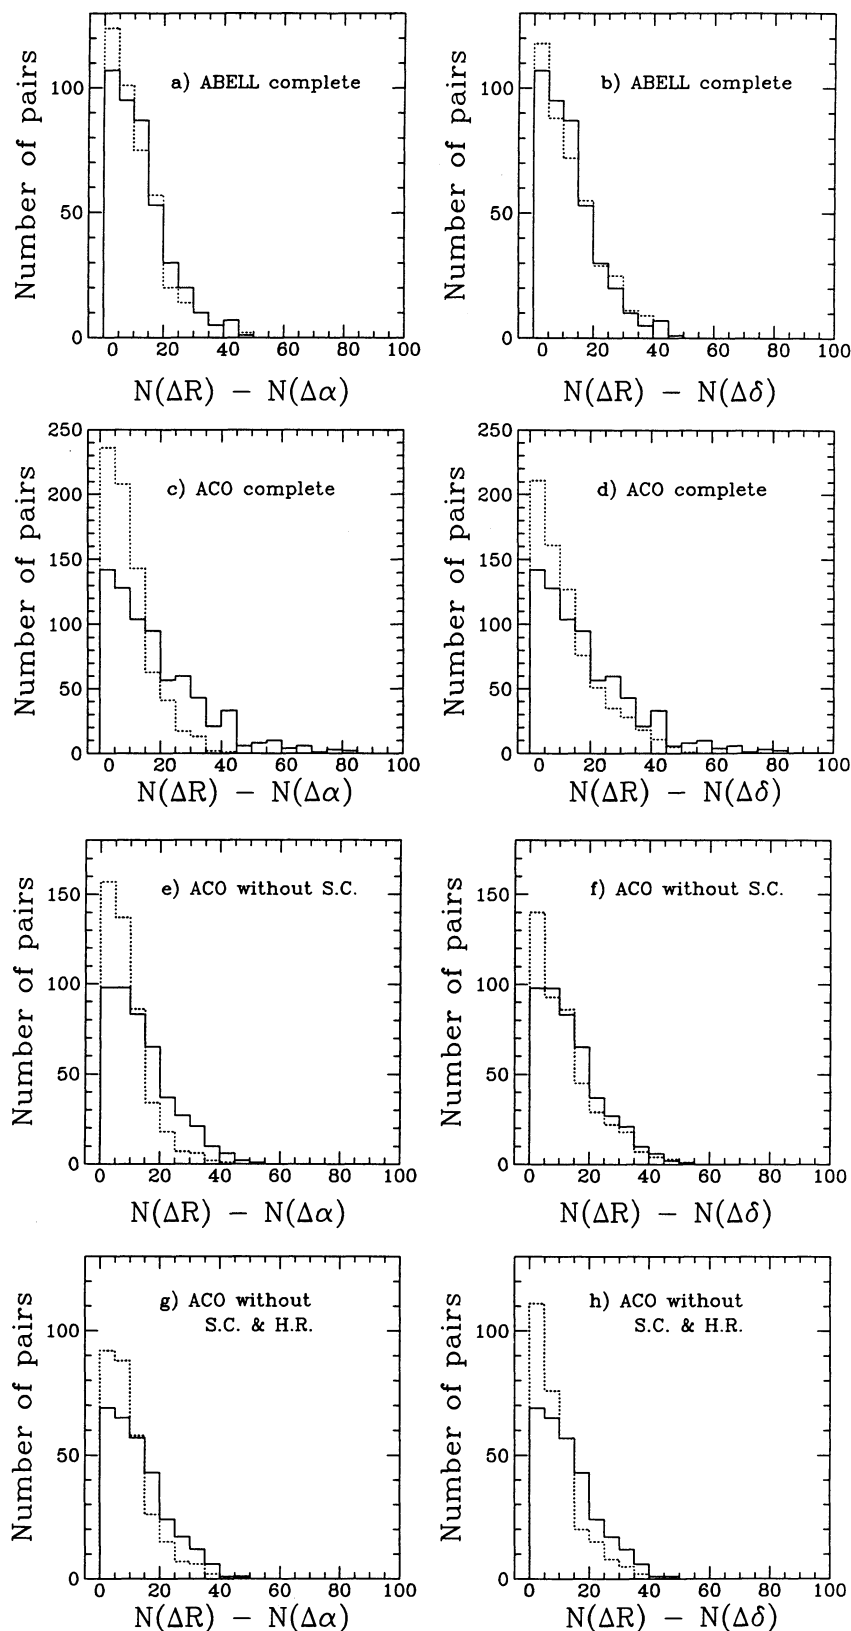 Number of pairs
100
50
0
a) ABELL complete
0 20 40 60 80 100
N(ΔR) − N(Δα)
Number of pairs
100
50
0
b) ABELL complete
0 20 40 60 80 100
N(ΔR) − N(Δδ)
Number of pairs
250
200
150
100
50
0
c) ACO complete
0 20 40 60 80 100
N(ΔR) − N(Δα)
Number of pairs
250
200
150
100
50
0
d) ACO complete
0 20 40 60 80 100
N(ΔR) − N(Δδ)
Number of pairs
150
100
50
0
e) ACO without S.C.
0 20 40 60 80 100
N(ΔR) − N(Δα)
Number of pairs
150
100
50
0
f) ACO without S.C.
0 20 40 60 80 100
N(ΔR) − N(Δδ)
Number of pairs
100
50
0
g) ACO without
S.C. & H.R.
0 20 40 60 80 100
N(ΔR) − N(Δα)
Number of pairs
100
50
0
h) ACO without
S.C. & H.R.
0 20 40 60 80 100
N(ΔR) − N(Δδ)